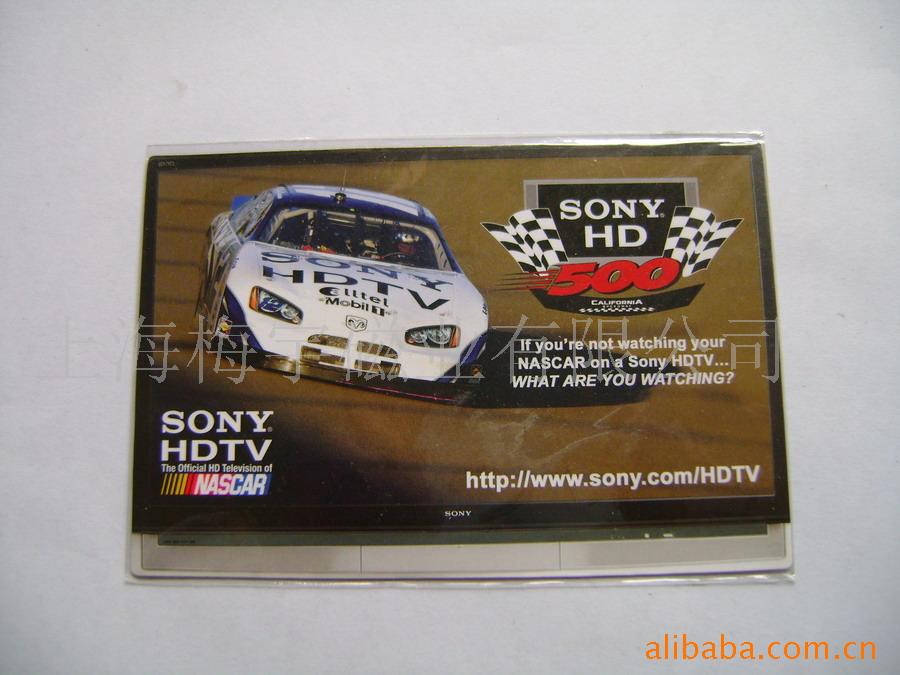 SONY
HDTV
Alltel
Mobil 1
SONY
HD
500
CALIFORNIA
SPEEDWAY
If you're not watching your
NASCAR on a Sony HDTV...
WHAT ARE YOU WATCHING?
上海梅宇磁业有限公司
SONY
HDTV
The Official HD Television of
NASCAR
http://www.sony.com/HDTV
SONY
alibaba.com.cn